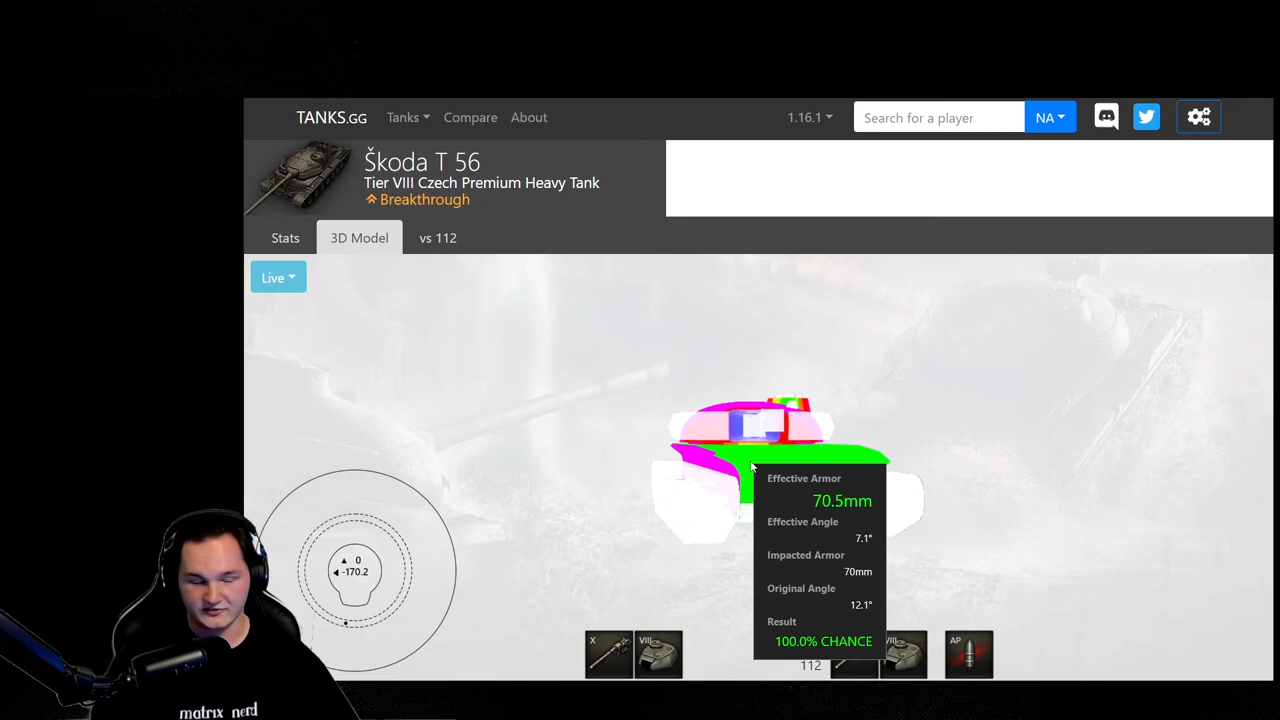 TANKS.GG Tanks Compare About 1.16.1 Search for a player NA
Škoda T 56
Tier VIII Czech Premium Heavy Tank
Breakthrough
Stats 3D Model vs 112
Live
Effective Armor
70.5mm
Effective Angle
7.1°
Impacted Armor
70mm
Original Angle
12.1°
Result
100.0% CHANCE
0
-170.2
X VIII VIII AP
112
matrix nerd